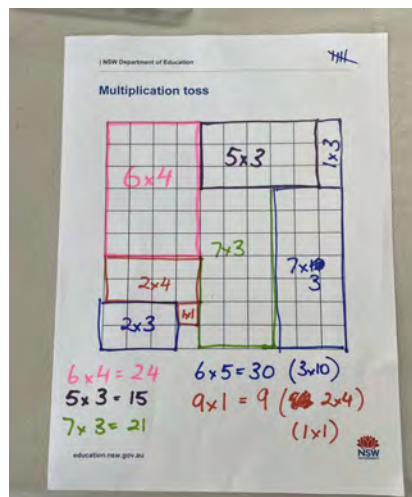 | NSW Department of Education
Multiplication toss
5x3
1x3
6x4
7x3
7x
3
2x4
1x1
2x3
6x4=24
6x5=30 (3x10)
5x3=15
9x1=9 ( 2x4)
7x3=21
(1x1)
education.nsw.gov.au
NSW